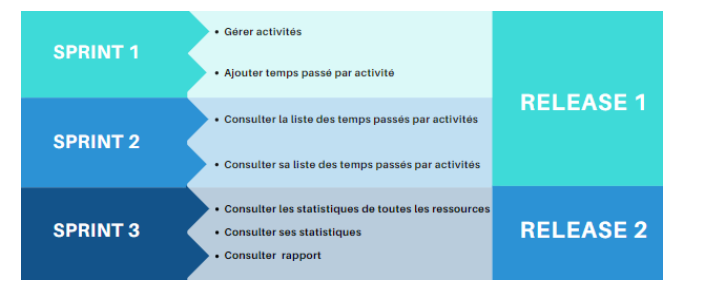 SPRINT 1
• Gérer activités
• Ajouter temps passé par activité
RELEASE 1
SPRINT 2
• Consulter la liste des temps passés par activités
• Consulter sa liste des temps passés par activités
SPRINT 3
• Consulter les statistiques de toutes les ressources
• Consulter ses statistiques
• Consulter rapport
RELEASE 2